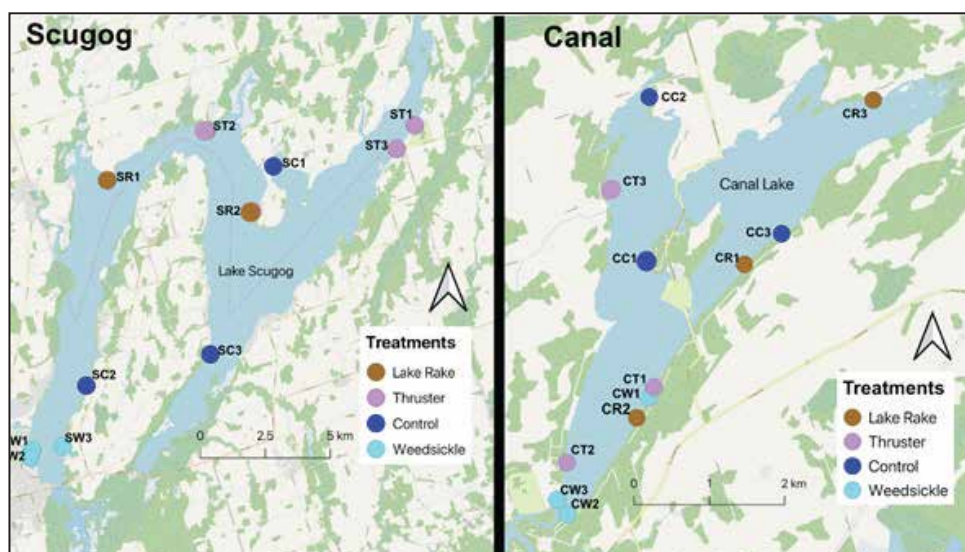 Scugog
ST1
ST2
ST3
SC1
SR1
SR2
Lake Scugog
SC3
SC2
W1
SW3
W2
Treatments
Lake Rake
Thruster
Control
Weedsickle
0 2.5 5 km
Canal
CC2
CR3
CT3
Canal Lake
CC3
CC1
CR1
CT1
CW1
CR2
CT2
CW3
CW2
Treatments
Lake Rake
Thruster
Control
Weedsickle
0 1 2 km